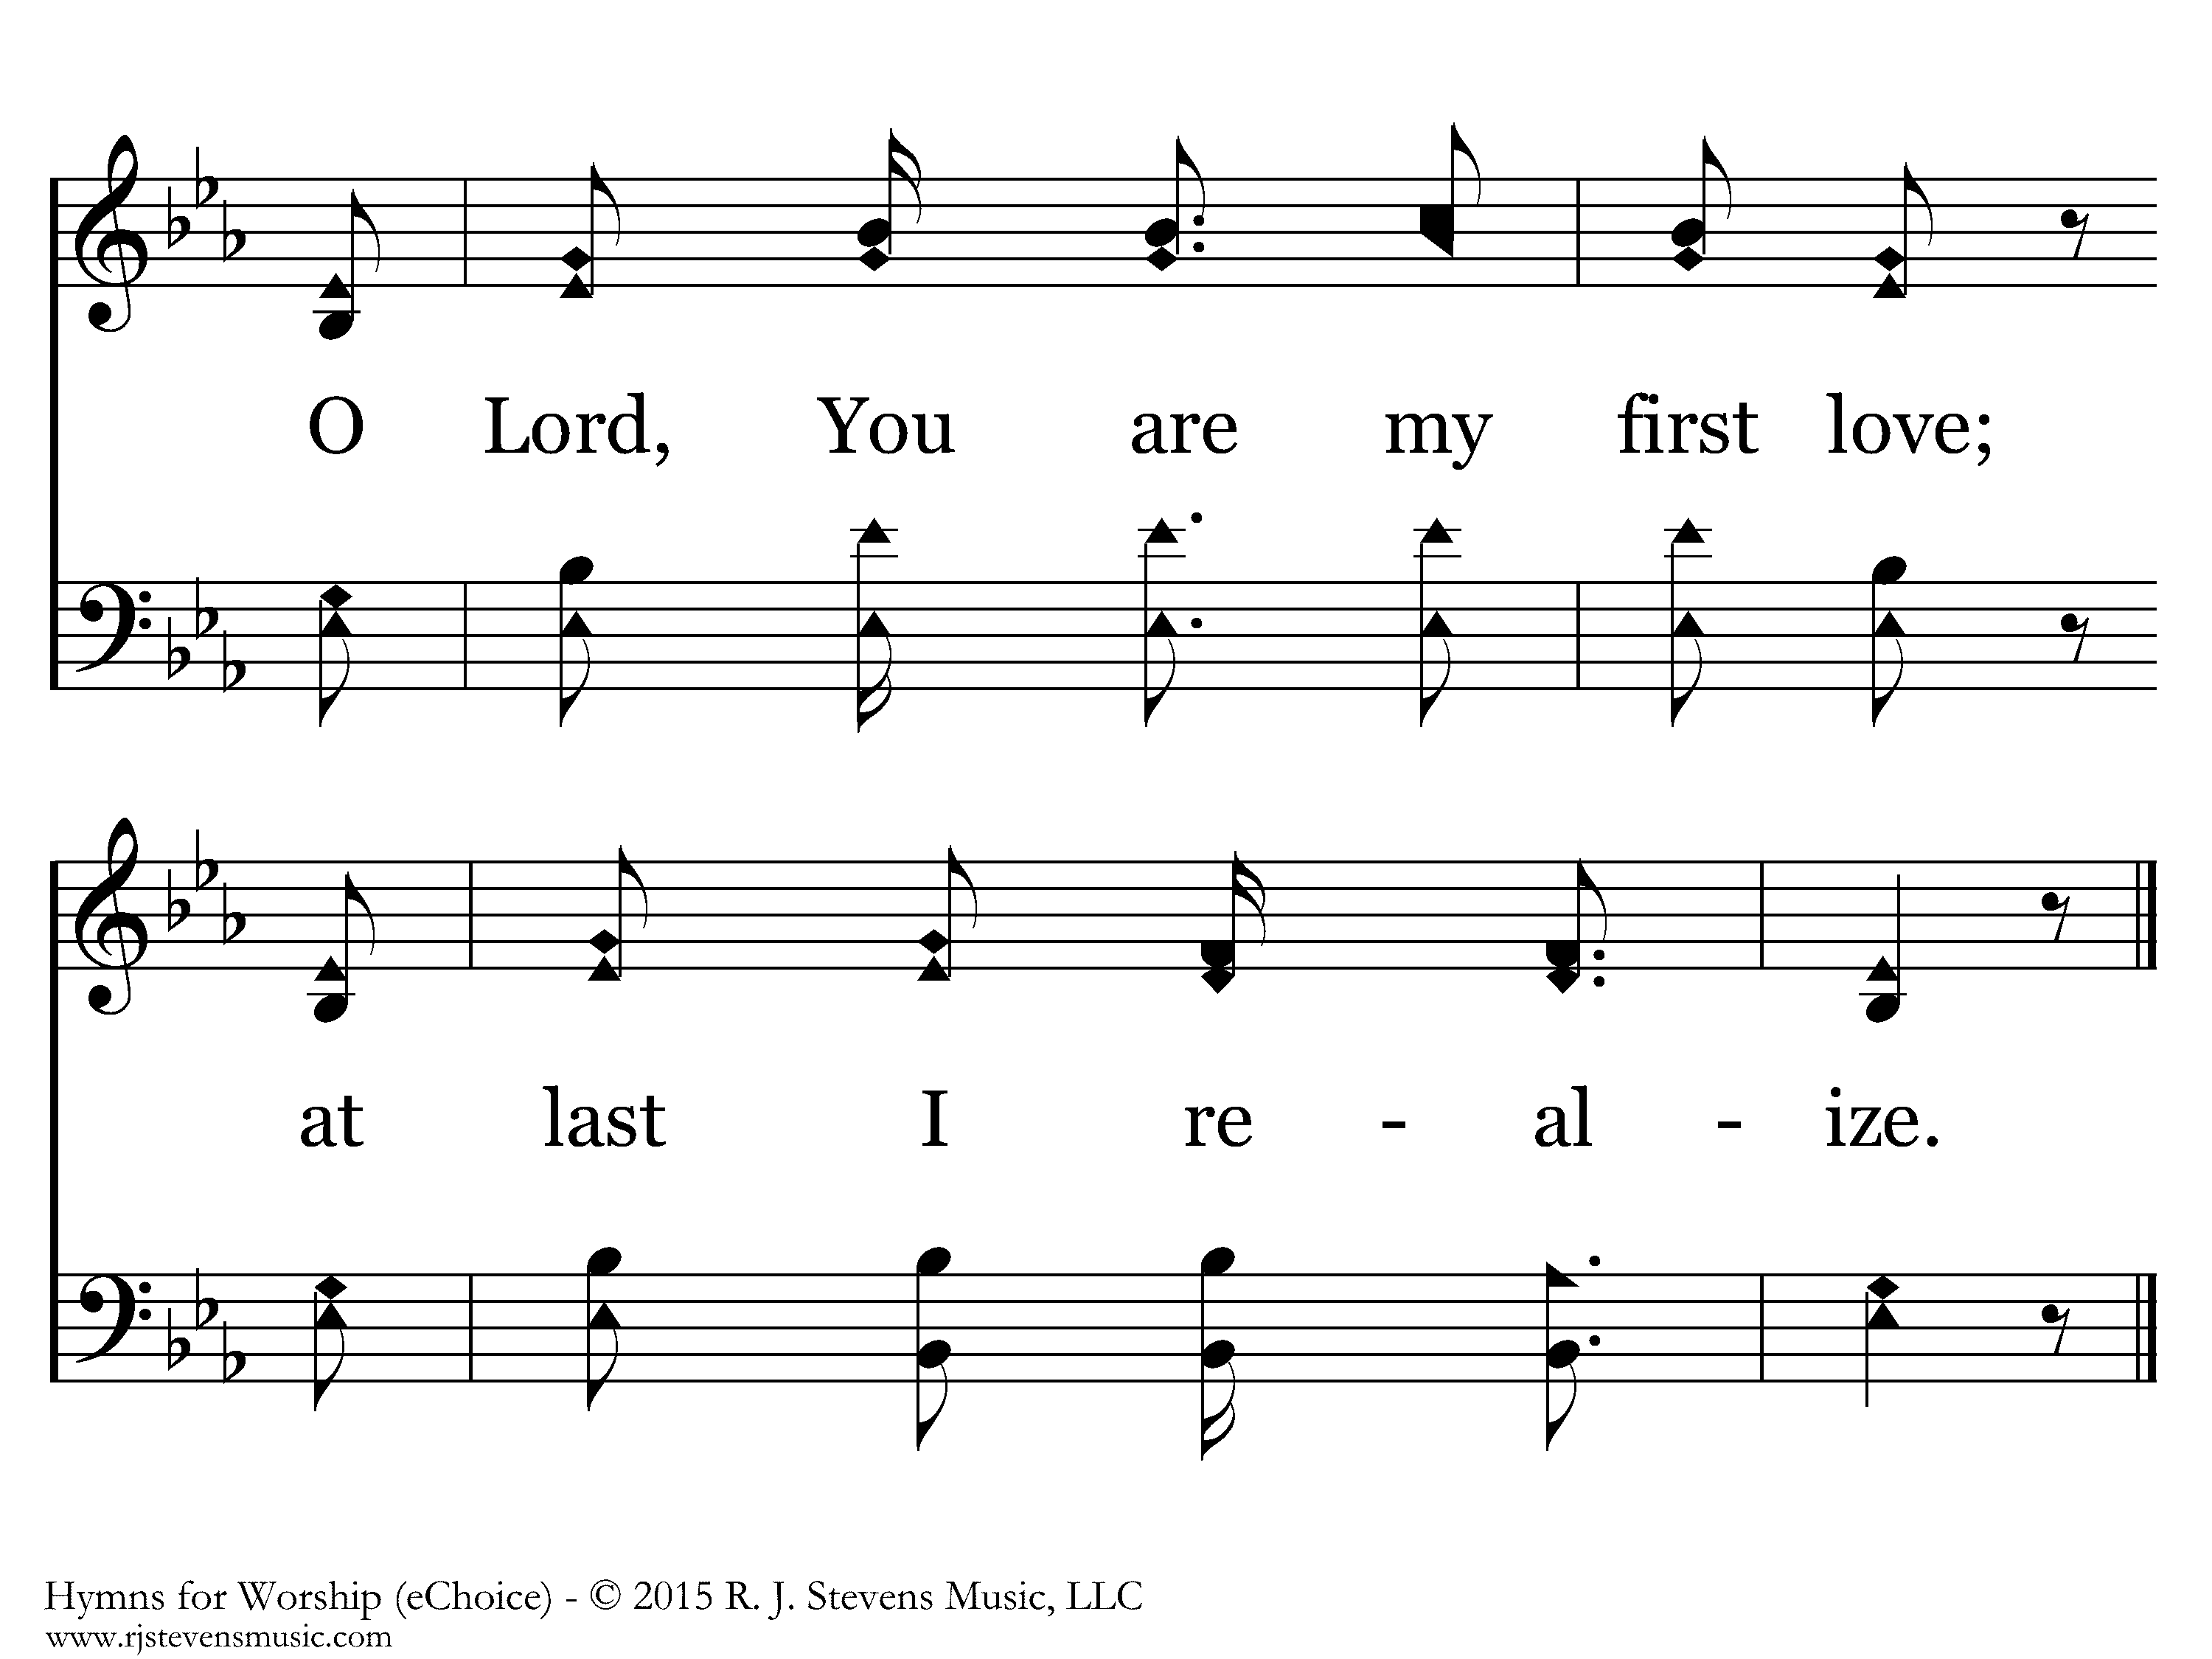 O Lord, You are my first love;
at last I re - al - ize.
Hymns for Worship (eChoice) - © 2015 R. J. Stevens Music, LLC
www.rjstevensmusic.com